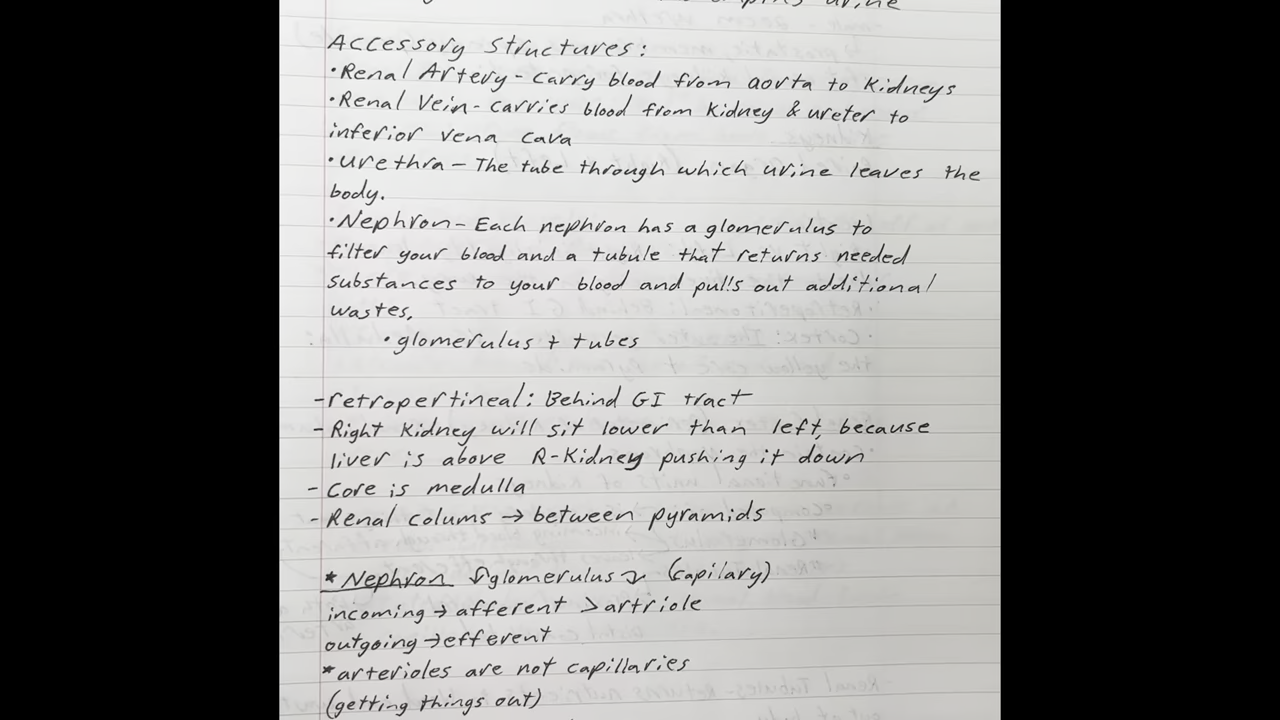 urine
Accessory Structures:
•Renal Artery - Carry blood from aorta to Kidneys
•Renal Vein - carries blood from Kidney & ureter to
inferior vena cava
•Urethra - The tube through which urine leaves the
body.
•Nephron - Each nephron has a glomerulus to
filter your blood and a tubule that returns needed
substances to your blood and pulls out additional
wastes.
•glomerulus + tubes
-retropertineal: Behind GI tract
- Right Kidney will sit lower than left, because
liver is above R-Kidney pushing it down
- Core is medulla
- Renal colums → between pyramids
*Nephron ↓glomerulus↘ (capilary)
incoming → afferent > artriole
outgoing → efferent
*arterioles are not capillaries
(getting things out)